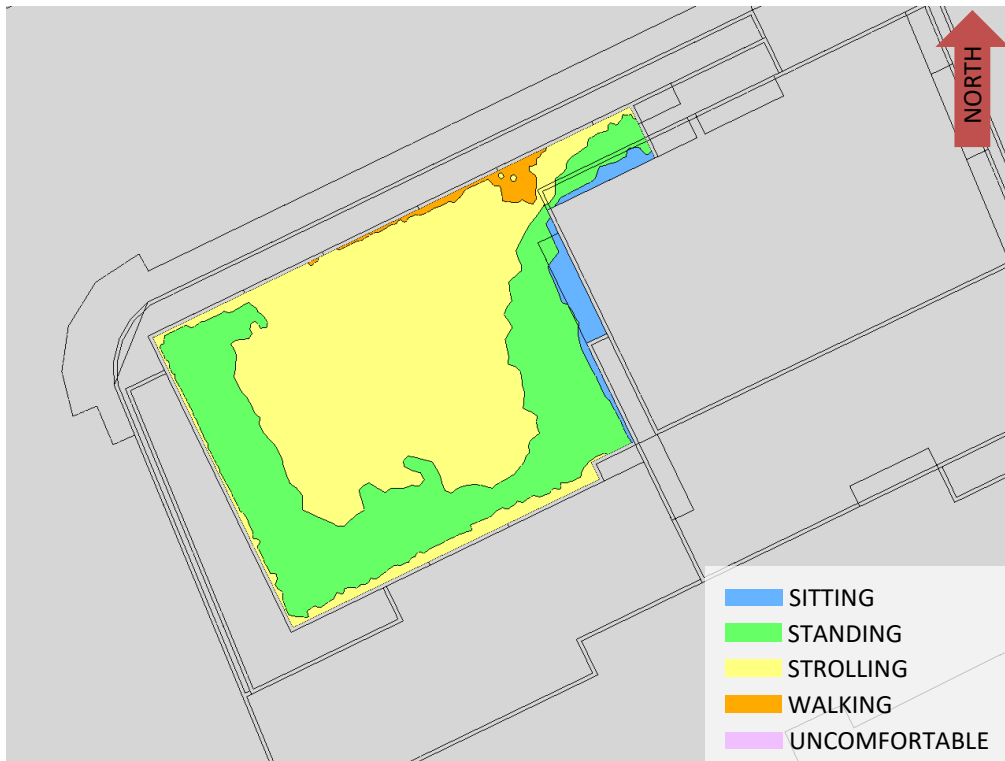 NORTH
SITTING
STANDING
STROLLING
WALKING
UNCOMFORTABLE